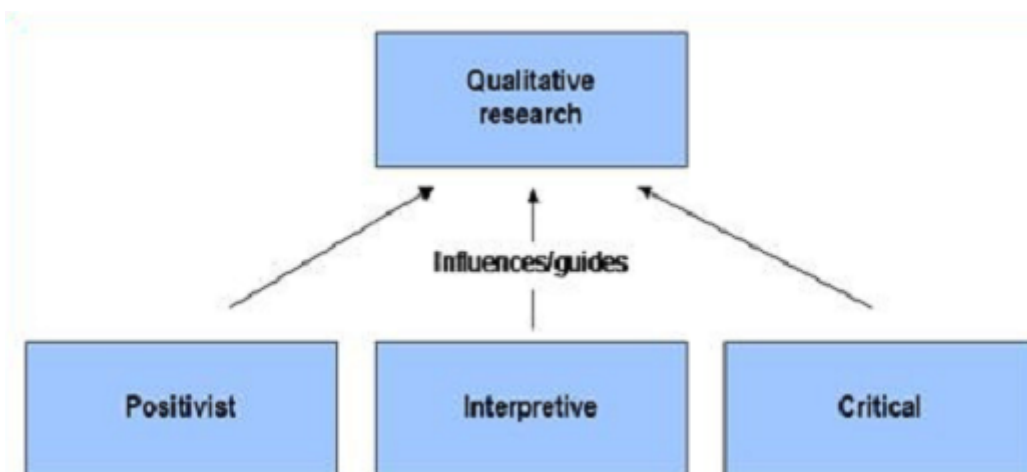 Qualitative
research
Influences/guides
Positivist
Interpretive
Critical